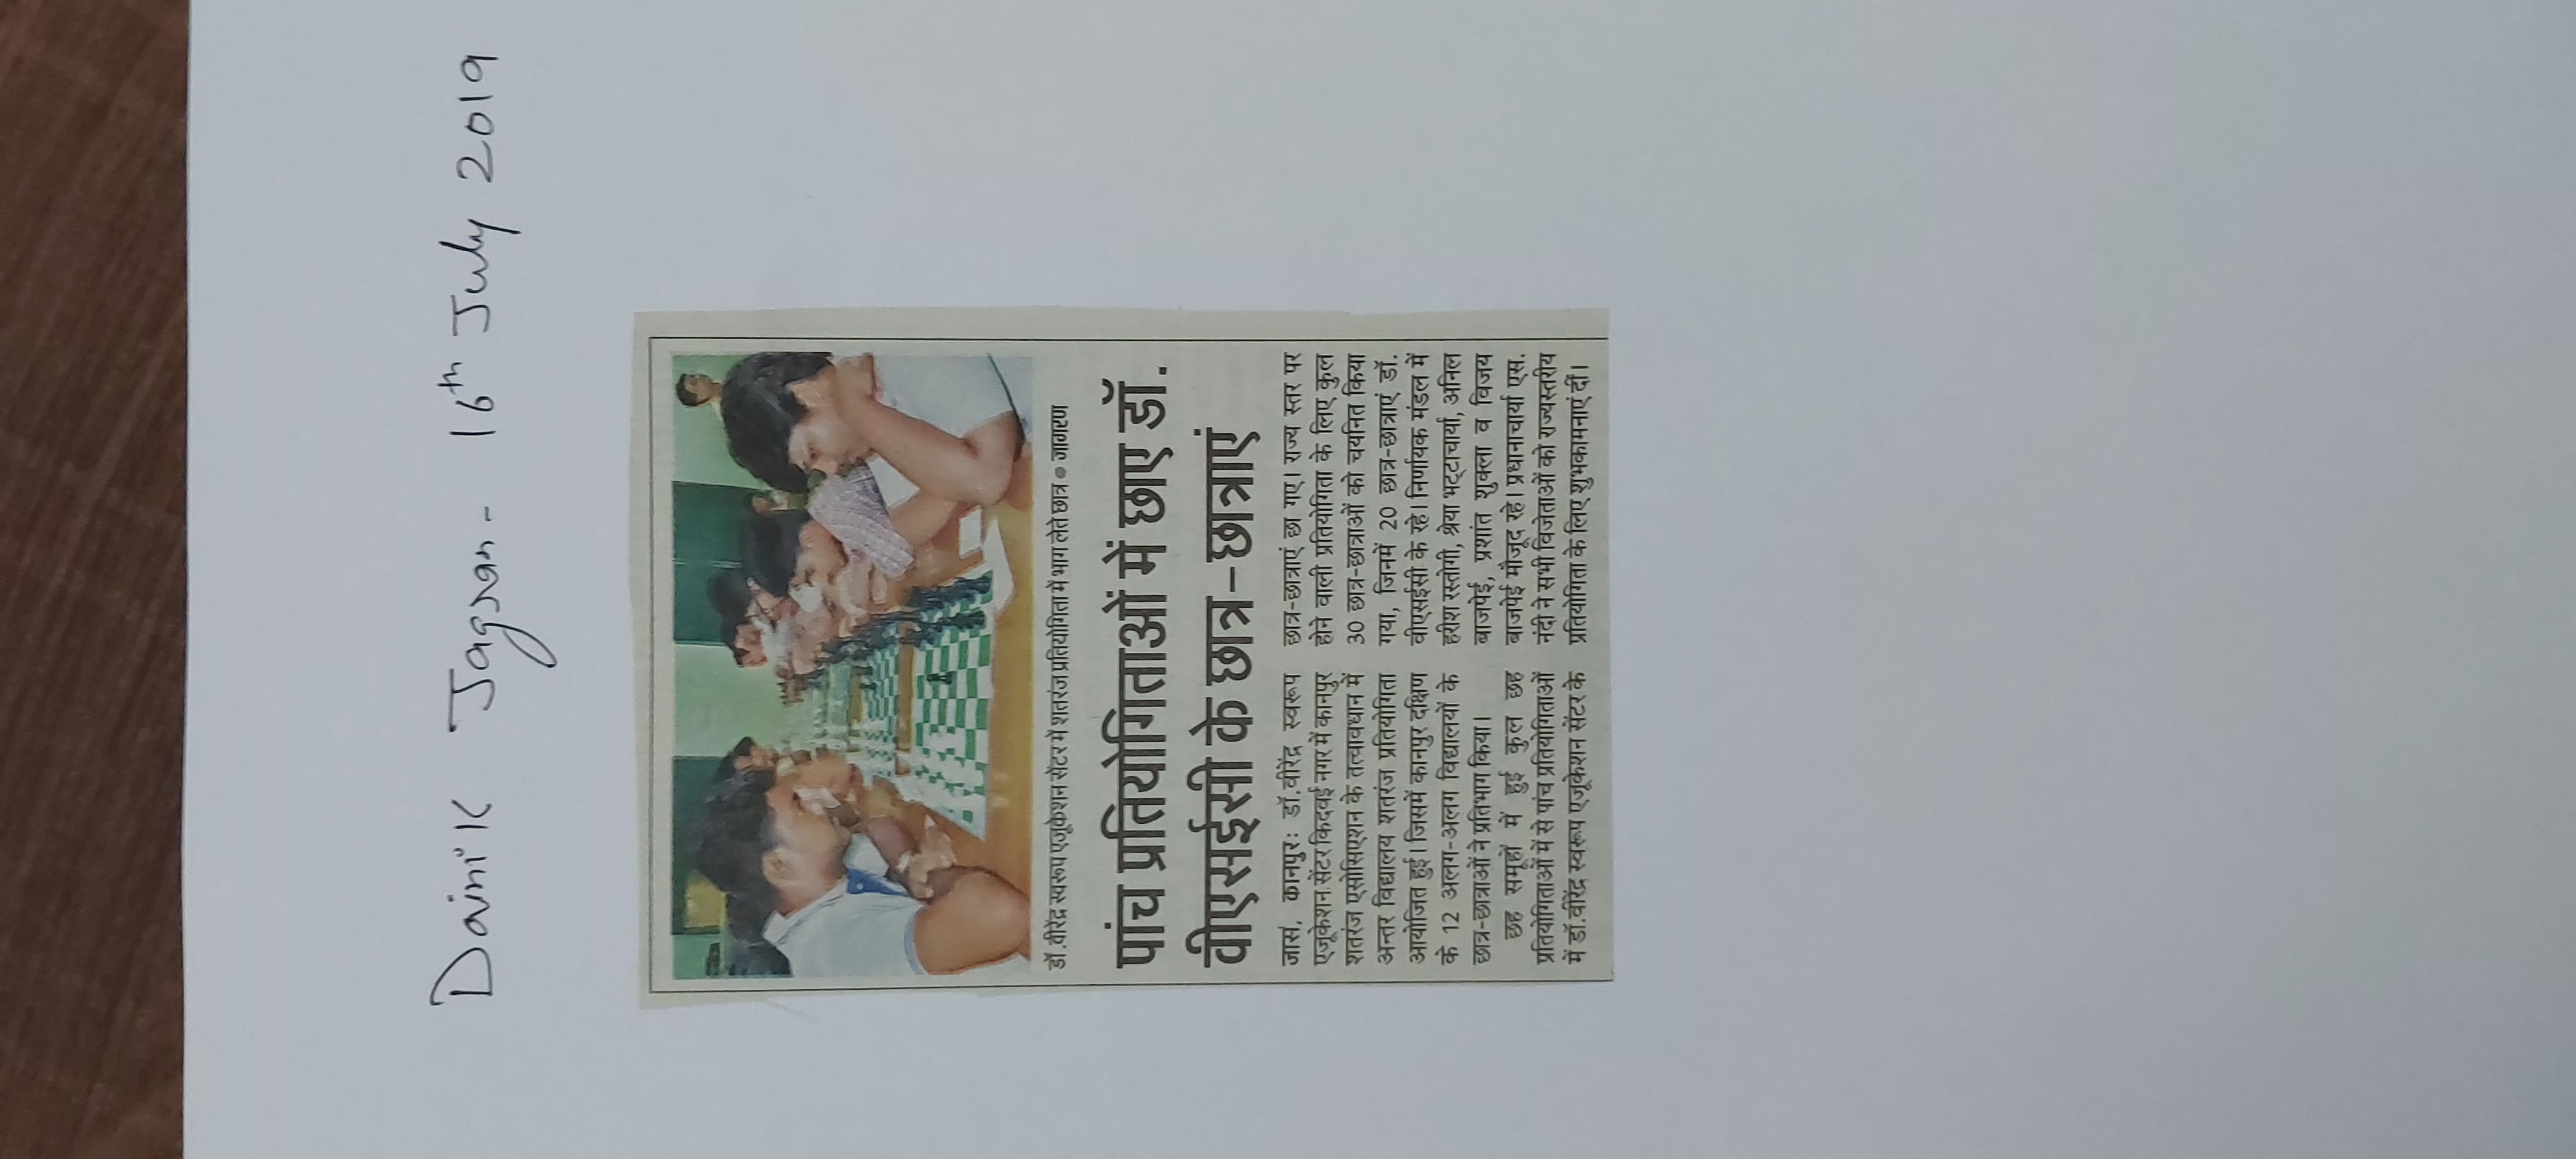 Dainik Jagran - 16th July 2019
डॉ. वीरेंद्र स्वरूप एजुकेशन सेंटर में शतरंज प्रतियोगिता में भाग लेते छात्र ● जागरण
पांच प्रतियोगिताओं में छाए डॉ.
वीएसईसी के छात्र-छात्राएं
जासं, कानपुर : डॉ. वीरेंद्र स्वरूप
एजुकेशन सेंटर किदवई नगर में कानपुर
शतरंज एसोसिएशन के तत्वावधान में
अन्तर विद्यालय शतरंज प्रतियोगिता
आयोजित हुई। जिसमें कानपुर दक्षिण
के 12 अलग-अलग विद्यालयों के
छात्र-छात्राओं ने प्रतिभाग किया।
छह समूहों में हुई कुल छह
प्रतियोगिताओं में से पांच प्रतियोगिताओं
में डॉ. वीरेंद्र स्वरूप एजुकेशन सेंटर के
छात्र-छात्राएं छा गए। राज्य स्तर पर
होने वाली प्रतियोगिता के लिए कुल
30 छात्र-छात्राओं को चयनित किया
गया, जिनमें 20 छात्र-छात्राएं डॉ.
वीएसईसी के रहे। निर्णायक मंडल में
हरीश रस्तोगी, श्रेया भट्टाचार्या, अनिल
बाजपेई, प्रशांत शुक्ला व विजय
बाजपेई मौजूद रहे। प्रधानाचार्या एस.
नंदी ने सभी विजेताओं को राज्यस्तरीय
प्रतियोगिता के लिए शुभकामनाएं दीं।